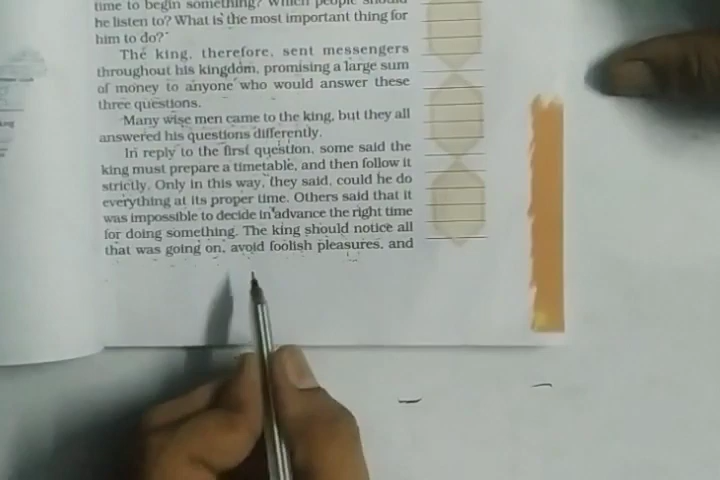 time to begin something? Which people should
he listen to? What is the most important thing for
him to do?
The king, therefore, sent messengers
throughout his kingdom, promising a large sum
of money to anyone who would answer these
three questions.
Many wise men came to the king, but they all
answered his questions differently.
In reply to the first question, some said the
king must prepare a timetable, and then follow it
strictly. Only in this way, they said, could he do
everything at its proper time. Others said that it
was impossible to decide in advance the right time
for doing something. The king should notice all
that was going on, avoid foolish pleasures, and